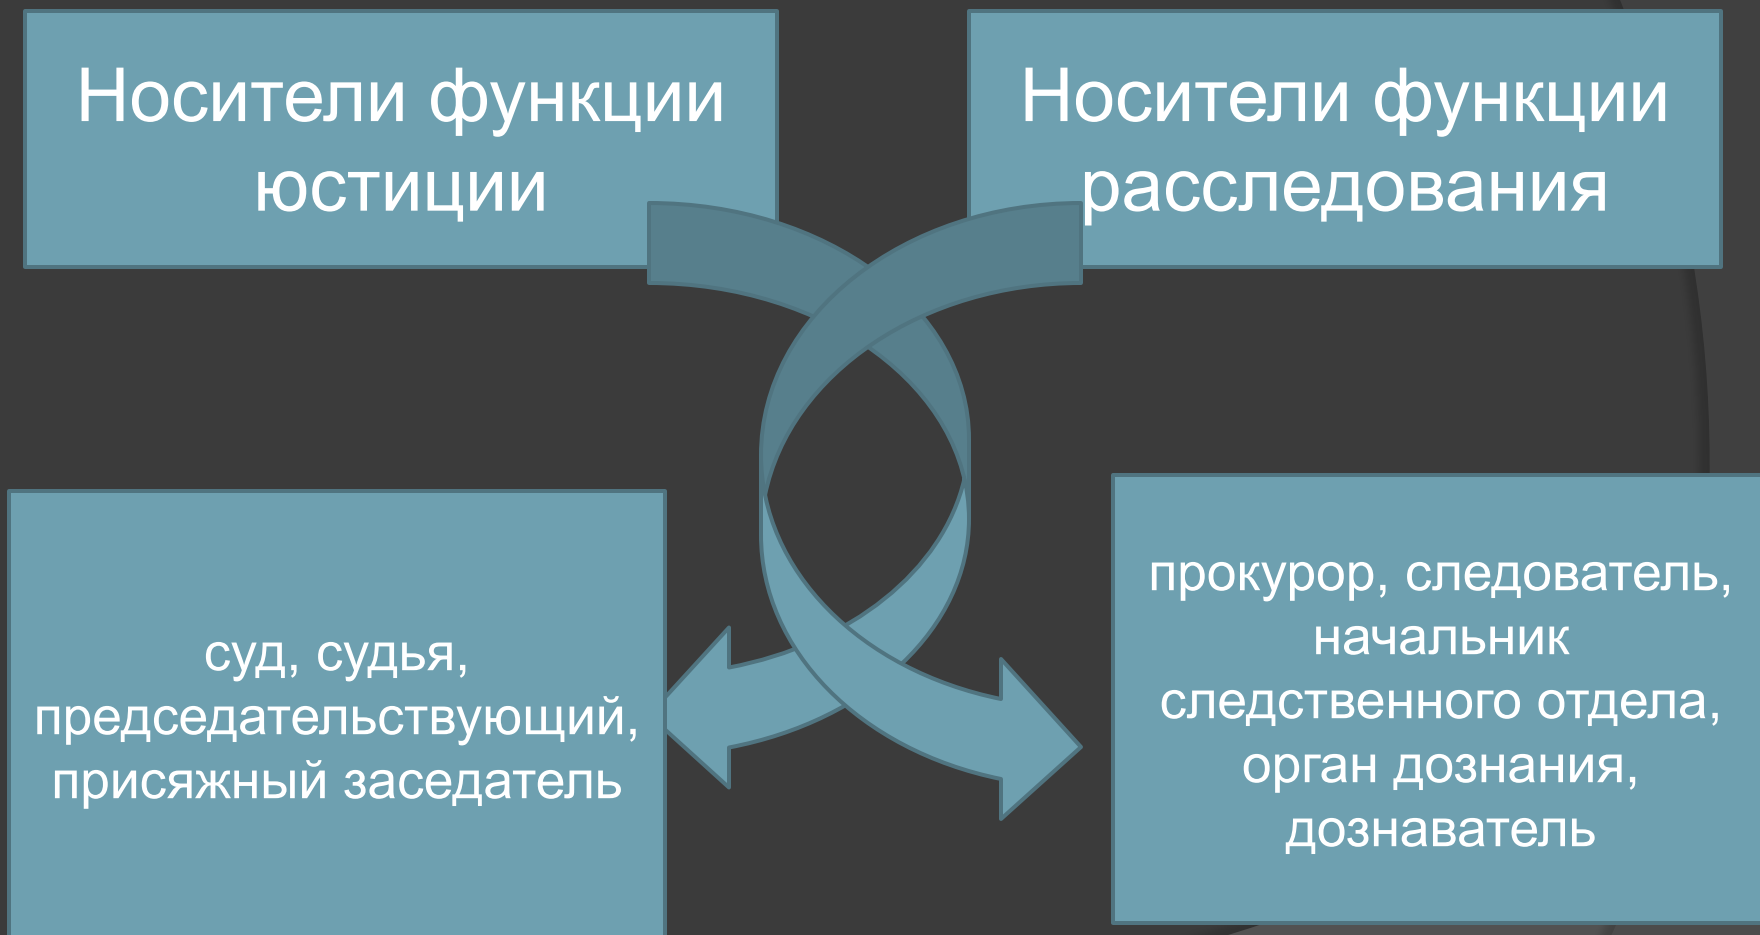 Носители функции
юстиции
Носители функции
расследования
суд, судья,
председательствующий,
присяжный заседатель
прокурор, следователь,
начальник
следственного отдела,
орган дознания,
дознаватель